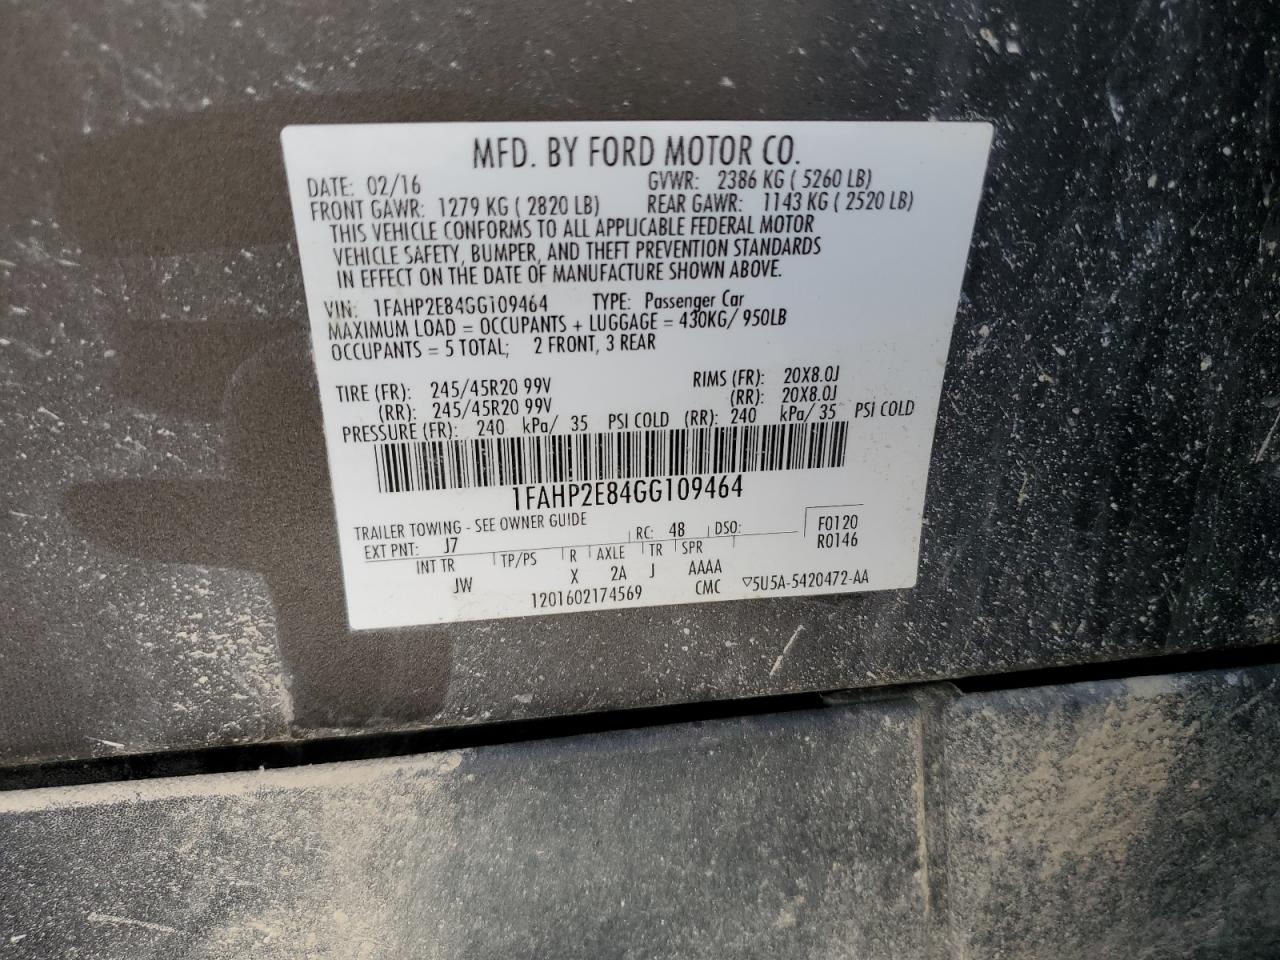 MFD. BY FORD MOTOR CO.
DATE: 02/16 GVWR: 2386 KG ( 5260 LB)
FRONT GAWR: 1279 KG ( 2820 LB) REAR GAWR: 1143 KG ( 2520 LB)
THIS VEHICLE CONFORMS TO ALL APPLICABLE FEDERAL MOTOR
VEHICLE SAFETY, BUMPER, AND THEFT PREVENTION STANDARDS
IN EFFECT ON THE DATE OF MANUFACTURE SHOWN ABOVE.
VIN: 1FAHP2E84GG109464 TYPE: Passenger Car
MAXIMUM LOAD = OCCUPANTS + LUGGAGE = 430KG/ 950LB
OCCUPANTS = 5 TOTAL; 2 FRONT, 3 REAR
TIRE (FR): 245/45R20 99V RIMS (FR): 20X8.0J
(RR): 245/45R20 99V (RR): 20X8.0J
PRESSURE (FR): 240 kPa/ 35 PSI COLD (RR): 240 kPa/ 35 PSI COLD
1FAHP2E84GG109464
TRAILER TOWING - SEE OWNER GUIDE
EXT PNT: J7 RC: 48 DSO: F0120
INT TR TP/PS R AXLE TR SPR R0146
JW X 2A J AAAA
1201602174569 CMC ▽5U5A-5420472-AA